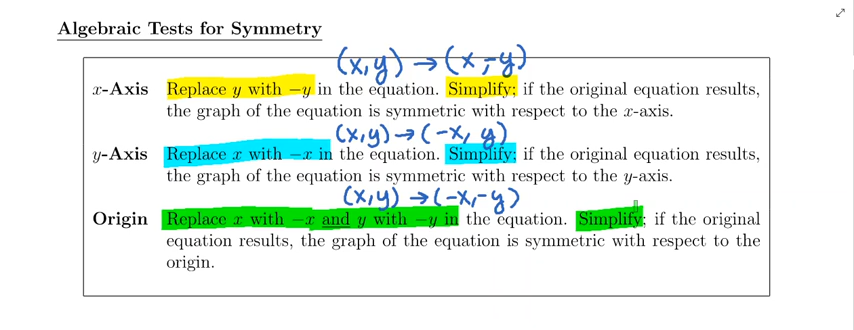 Algebraic Tests for Symmetry
(x, y) → (x, -y)
x-Axis Replace y with −y in the equation. Simplify; if the original equation results,
the graph of the equation is symmetric with respect to the x-axis.
(x, y) → (-x, y)
y-Axis Replace x with −x in the equation. Simplify; if the original equation results,
the graph of the equation is symmetric with respect to the y-axis.
(x, y) → (-x, -y)
Origin Replace x with −x and y with −y in the equation. Simplify; if the original
equation results, the graph of the equation is symmetric with respect to the
origin.